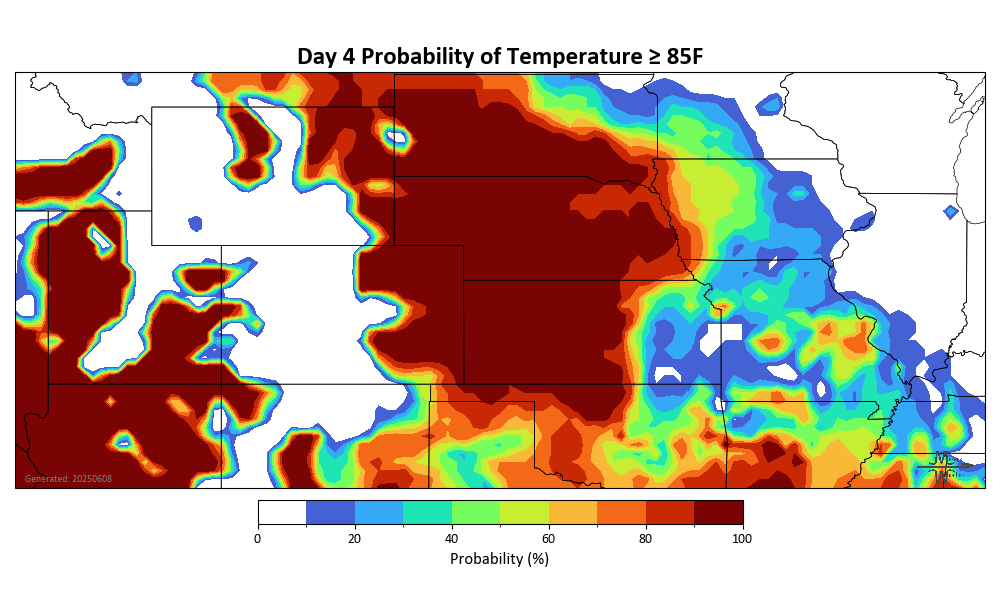 Day 4 Probability of Temperature ≥ 85F
Generated: 20250608
0 20 40 60 80 100
Probability (%)